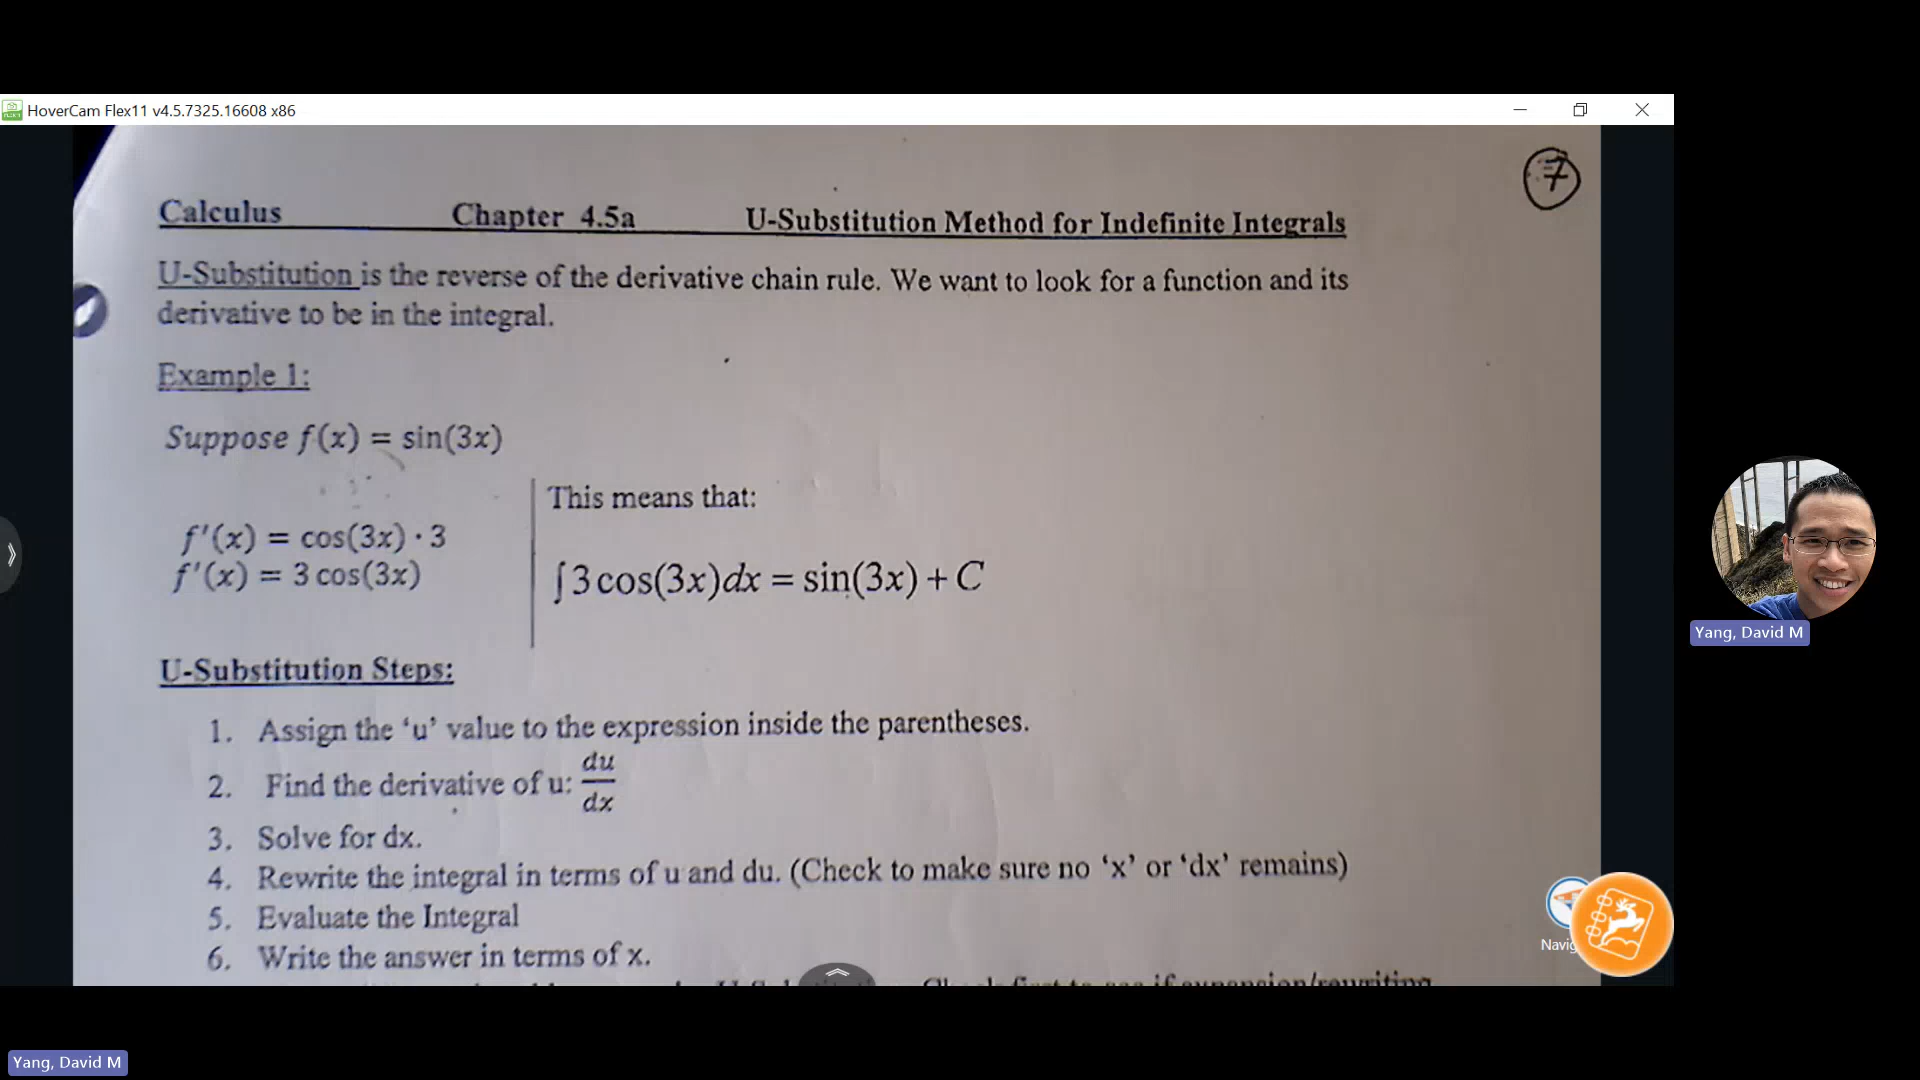 HoverCam Flex11 v4.5.7325.16608 x86
7
Calculus Chapter 4.5a U-Substitution Method for Indefinite Integrals
U-Substitution is the reverse of the derivative chain rule. We want to look for a function and its
derivative to be in the integral.
Example 1:
Suppose f(x) = sin(3x)
This means that:
f'(x) = cos(3x) · 3
f'(x) = 3 cos(3x)
∫3cos(3x)dx = sin(3x) + C
U-Substitution Steps:
1. Assign the ‘u’ value to the expression inside the parentheses.
2. Find the derivative of u: du/dx
3. Solve for dx.
4. Rewrite the integral in terms of u and du. (Check to make sure no ‘x’ or ‘dx’ remains)
5. Evaluate the Integral
6. Write the answer in terms of x.
Navig
Yang, David M
Yang, David M